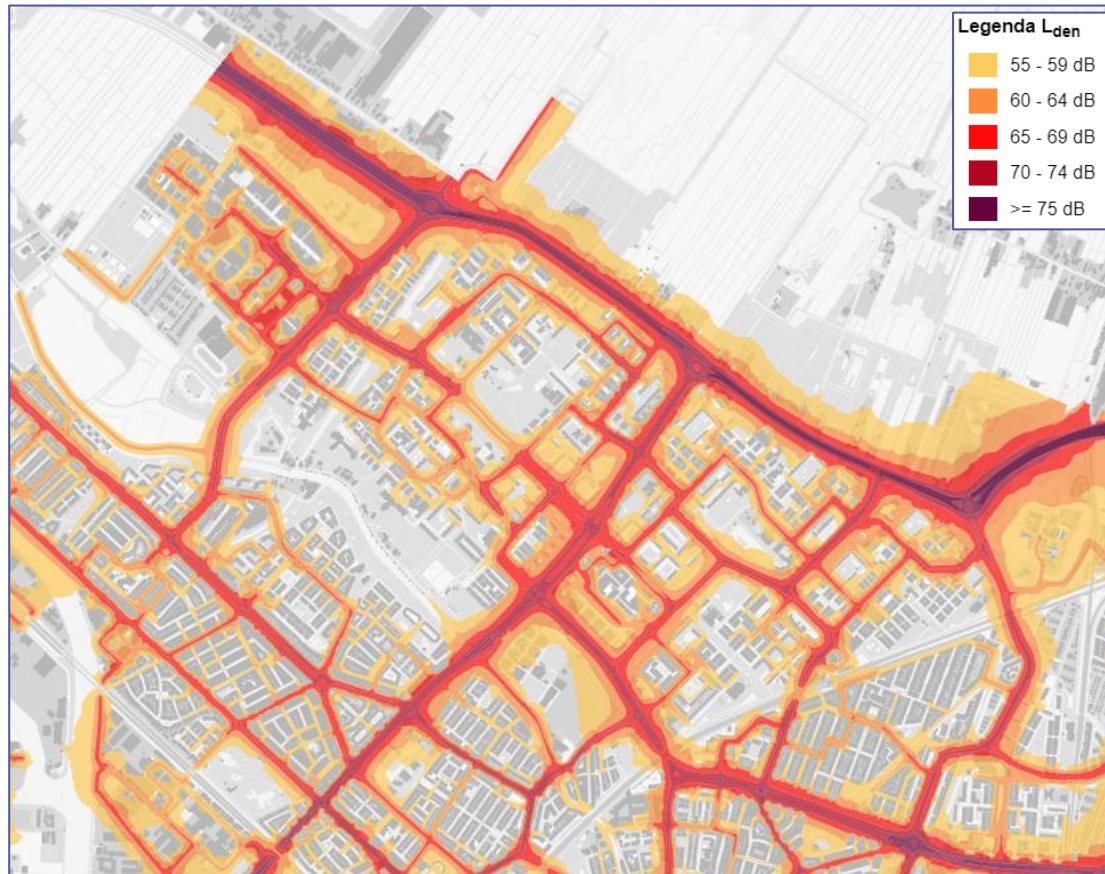 Legenda Lden
55 - 59 dB
60 - 64 dB
65 - 69 dB
70 - 74 dB
>= 75 dB